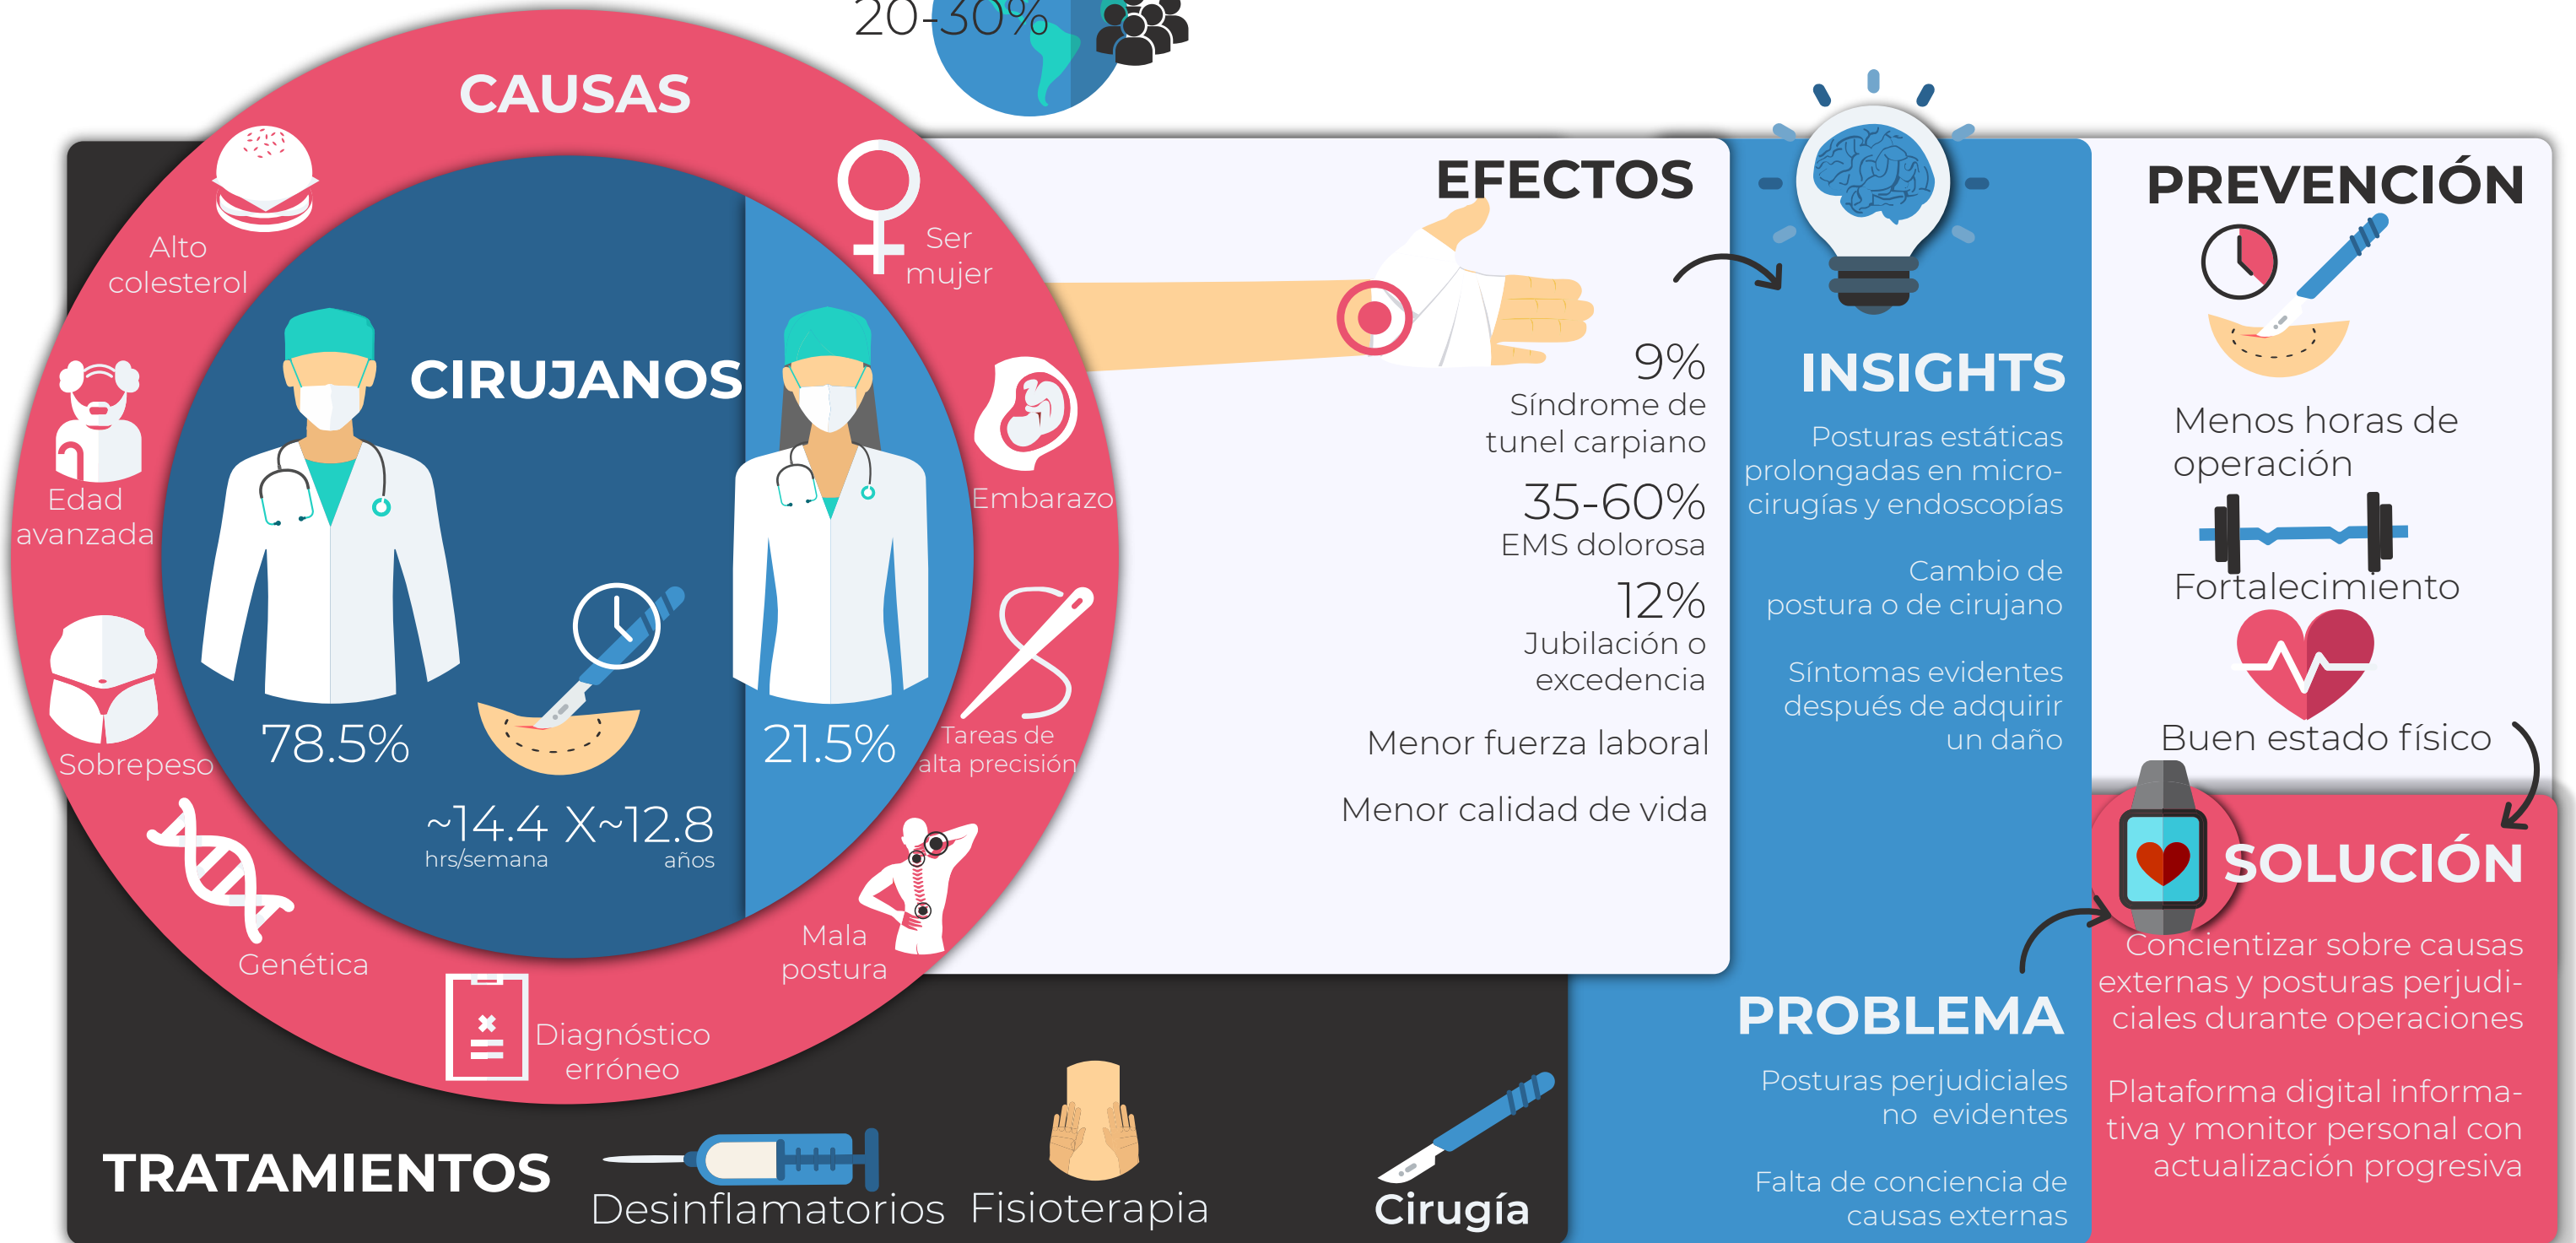 20-30%
CAUSAS
Alto
colesterol
Ser
mujer
Edad
avanzada
Embarazo
Sobrepeso
Tareas de
alta precisión
Genética
Mala
postura
Diagnóstico
erróneo
CIRUJANOS
78.5%
21.5%
~14.4 X~12.8
hrs/semana años
EFECTOS
9%
Síndrome de
tunel carpiano
35-60%
EMS dolorosa
12%
Jubilación o
excedencia
Menor fuerza laboral
Menor calidad de vida
INSIGHTS
Posturas estáticas
prolongadas en micro-
cirugías y endoscopías
Cambio de
postura o de cirujano
Síntomas evidentes
después de adquirir
un daño
PREVENCIÓN
Menos horas de
operación
Fortalecimiento
Buen estado físico
PROBLEMA
Posturas perjudiciales
no evidentes
Falta de conciencia de
causas externas
SOLUCIÓN
Concientizar sobre causas
externas y posturas perjudi-
ciales durante operaciones
Plataforma digital informa-
tiva y monitor personal con
actualización progresiva
TRATAMIENTOS
Desinflamatorios
Fisioterapia
Cirugía